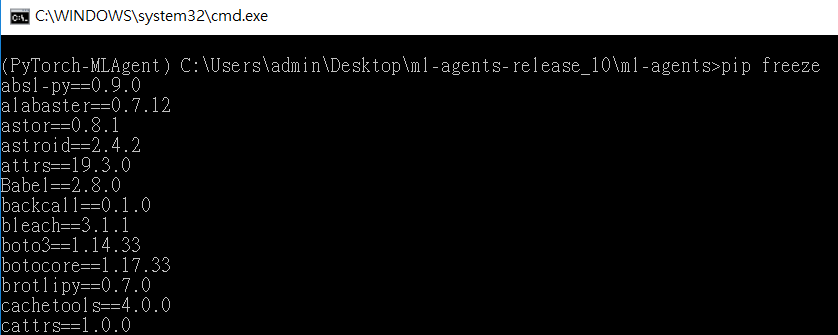 C:\WINDOWS\system32\cmd.exe
(PyTorch-MLAgent) C:\Users\admin\Desktop\ml-agents-release_10\ml-agents>pip freeze
absl-py==0.9.0
alabaster==0.7.12
astor==0.8.1
astroid==2.4.2
attrs==19.3.0
Babel==2.8.0
backcall==0.1.0
bleach==3.1.1
boto3==1.14.33
botocore==1.17.33
brotlipy==0.7.0
cachetools==4.0.0
cattrs==1.0.0